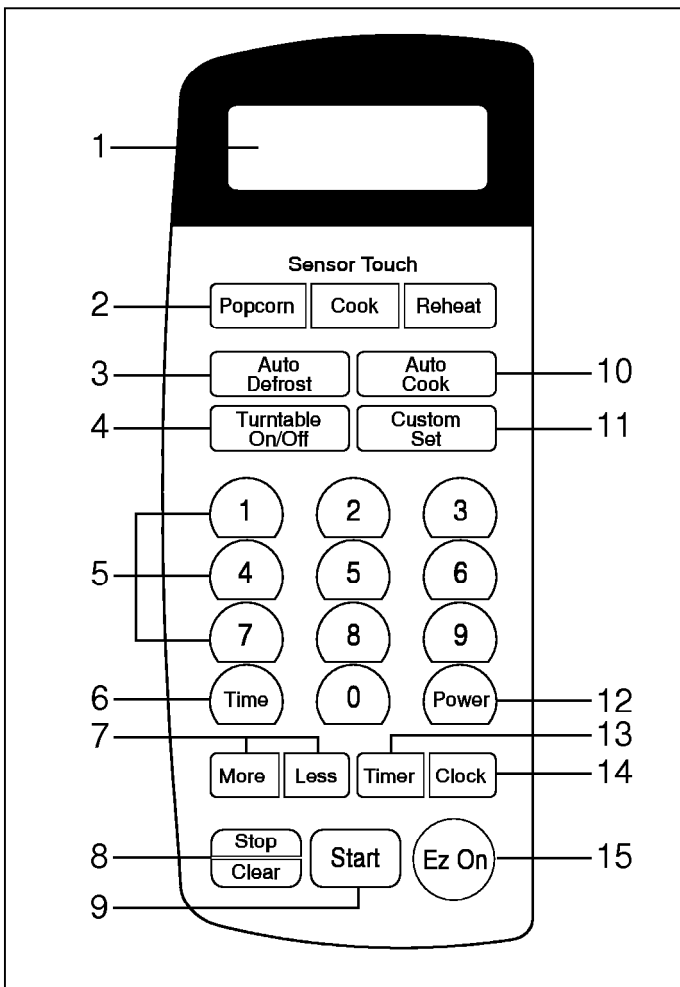 1
Sensor Touch
2 Popcorn Cook Reheat
3 Auto Defrost Auto Cook 10
4 Turntable On/Off Custom Set 11
1 2 3
5 4 5 6
7 8 9
6 Time 0 Power 12
7 13
More Less Timer Clock 14
8 Stop Clear Start Ez On 15
9